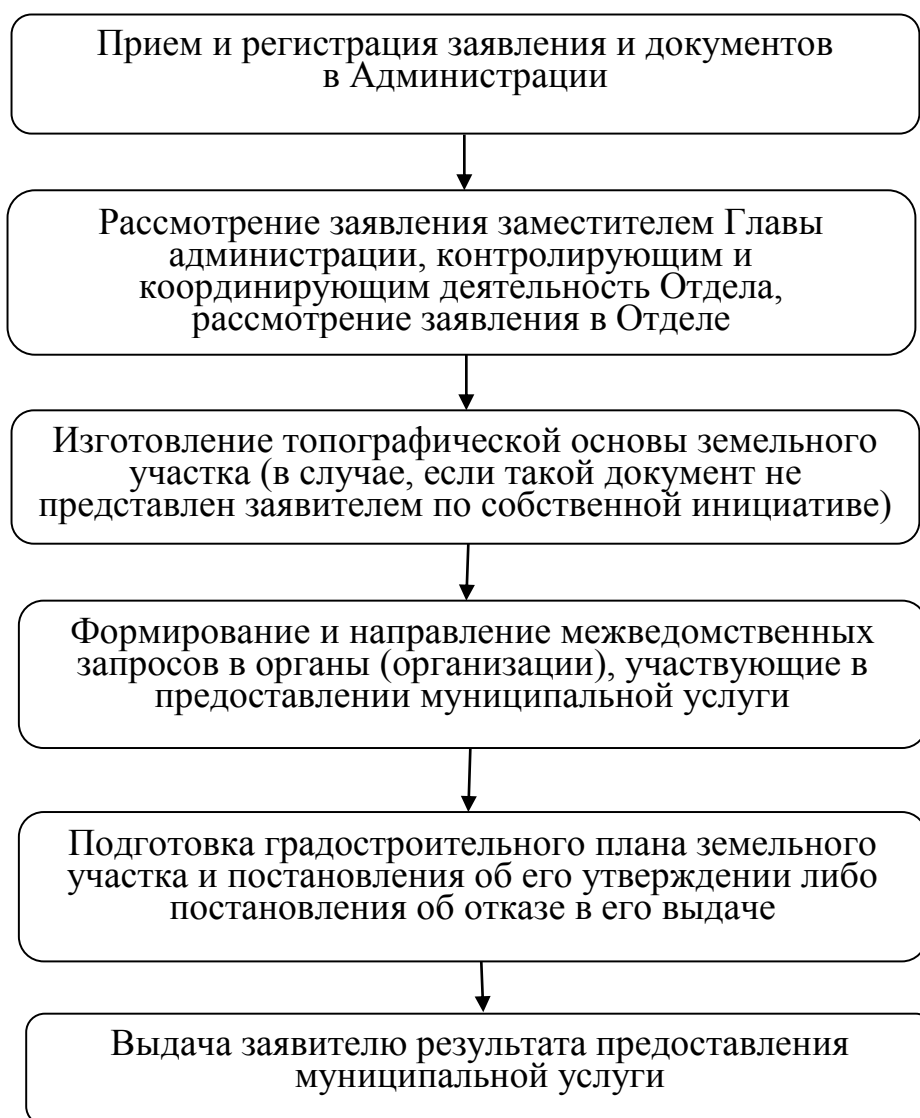 Прием и регистрация заявления и документов
в Администрации
Рассмотрение заявления заместителем Главы
администрации, контролирующим и
координирующим деятельность Отдела,
рассмотрение заявления в Отделе
Изготовление топографической основы земельного
участка (в случае, если такой документ не
представлен заявителем по собственной инициативе)
Формирование и направление межведомственных
запросов в органы (организации), участвующие в
предоставлении муниципальной услуги
Подготовка градостроительного плана земельного
участка и постановления об его утверждении либо
постановления об отказе в его выдаче
Выдача заявителю результата предоставления
муниципальной услуги